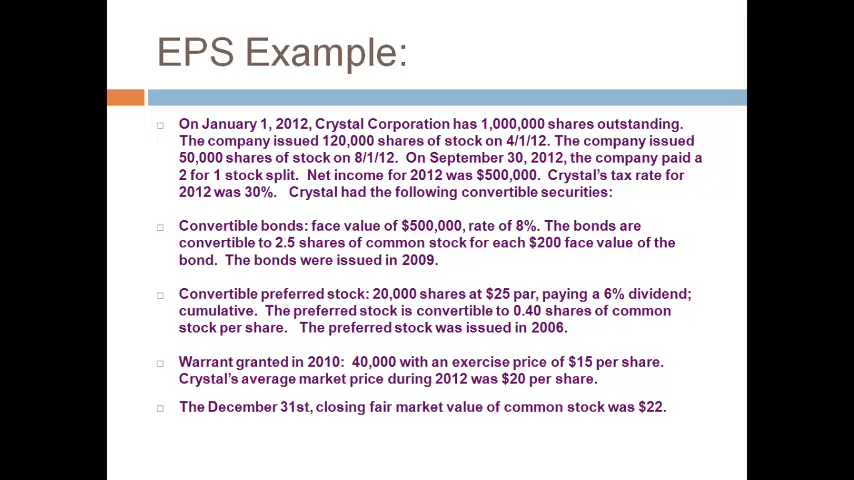 EPS Example:
On January 1, 2012, Crystal Corporation has 1,000,000 shares outstanding.
The company issued 120,000 shares of stock on 4/1/12. The company issued
50,000 shares of stock on 8/1/12. On September 30, 2012, the company paid a
2 for 1 stock split. Net income for 2012 was $500,000. Crystal's tax rate for
2012 was 30%. Crystal had the following convertible securities:
Convertible bonds: face value of $500,000, rate of 8%. The bonds are
convertible to 2.5 shares of common stock for each $200 face value of the
bond. The bonds were issued in 2009.
Convertible preferred stock: 20,000 shares at $25 par, paying a 6% dividend;
cumulative. The preferred stock is convertible to 0.40 shares of common
stock per share. The preferred stock was issued in 2006.
Warrant granted in 2010: 40,000 with an exercise price of $15 per share.
Crystal's average market price during 2012 was $20 per share.
The December 31st, closing fair market value of common stock was $22.